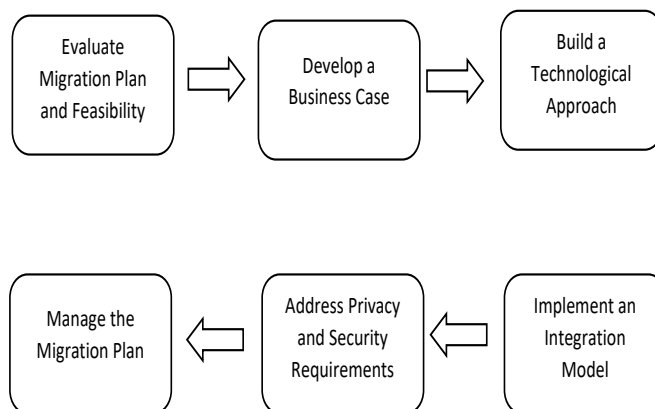 Evaluate
Migration Plan
and Feasibility
Develop a
Business Case
Build a
Technological
Approach
Manage the
Migration Plan
Address Privacy
and Security
Requirements
Implement an
Integration
Model